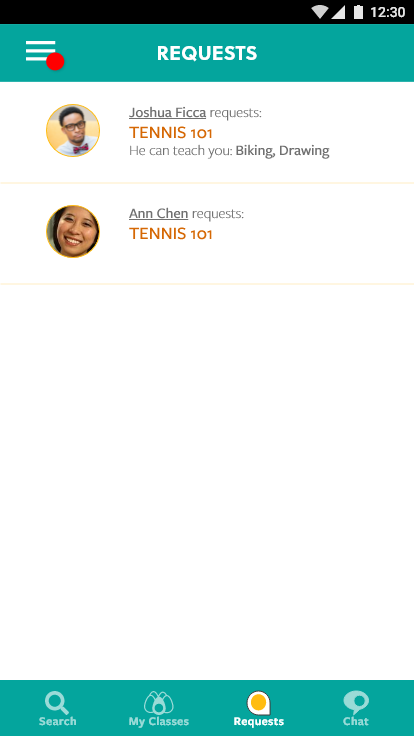 12:30
REQUESTS
Joshua Ficca requests:
TENNIS 101
He can teach you: Biking, Drawing
Ann Chen requests:
TENNIS 101
Search
My Classes
Requests
Chat